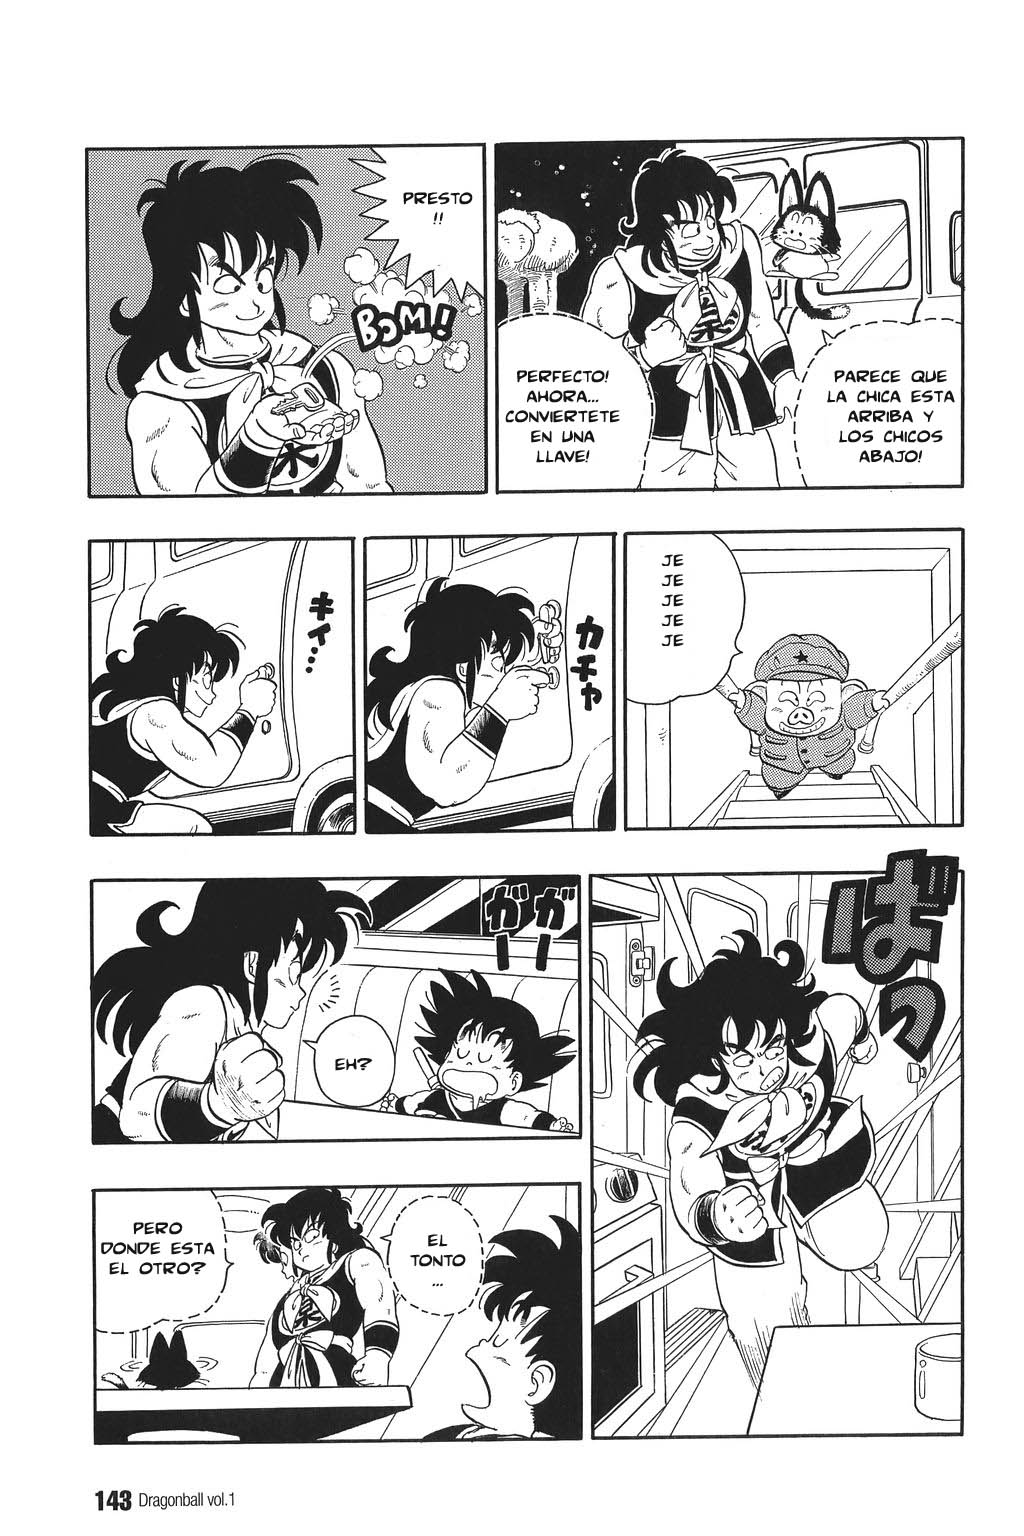 PARECE QUE
LA CHICA ESTA
ARRIBA Y
LOS CHICOS
ABAJO!
PERFECTO!
AHORA...
CONVIERTETE
EN UNA
LLAVE!
PRESTO
!!
BOM!
JE
JE
JE
JE
JE
カチャ
キィ…
ばっ
ガー
ガー
EH?
EL
TONTO
...
PERO
DONDE ESTA
EL OTRO?
143 Dragonball vol.1